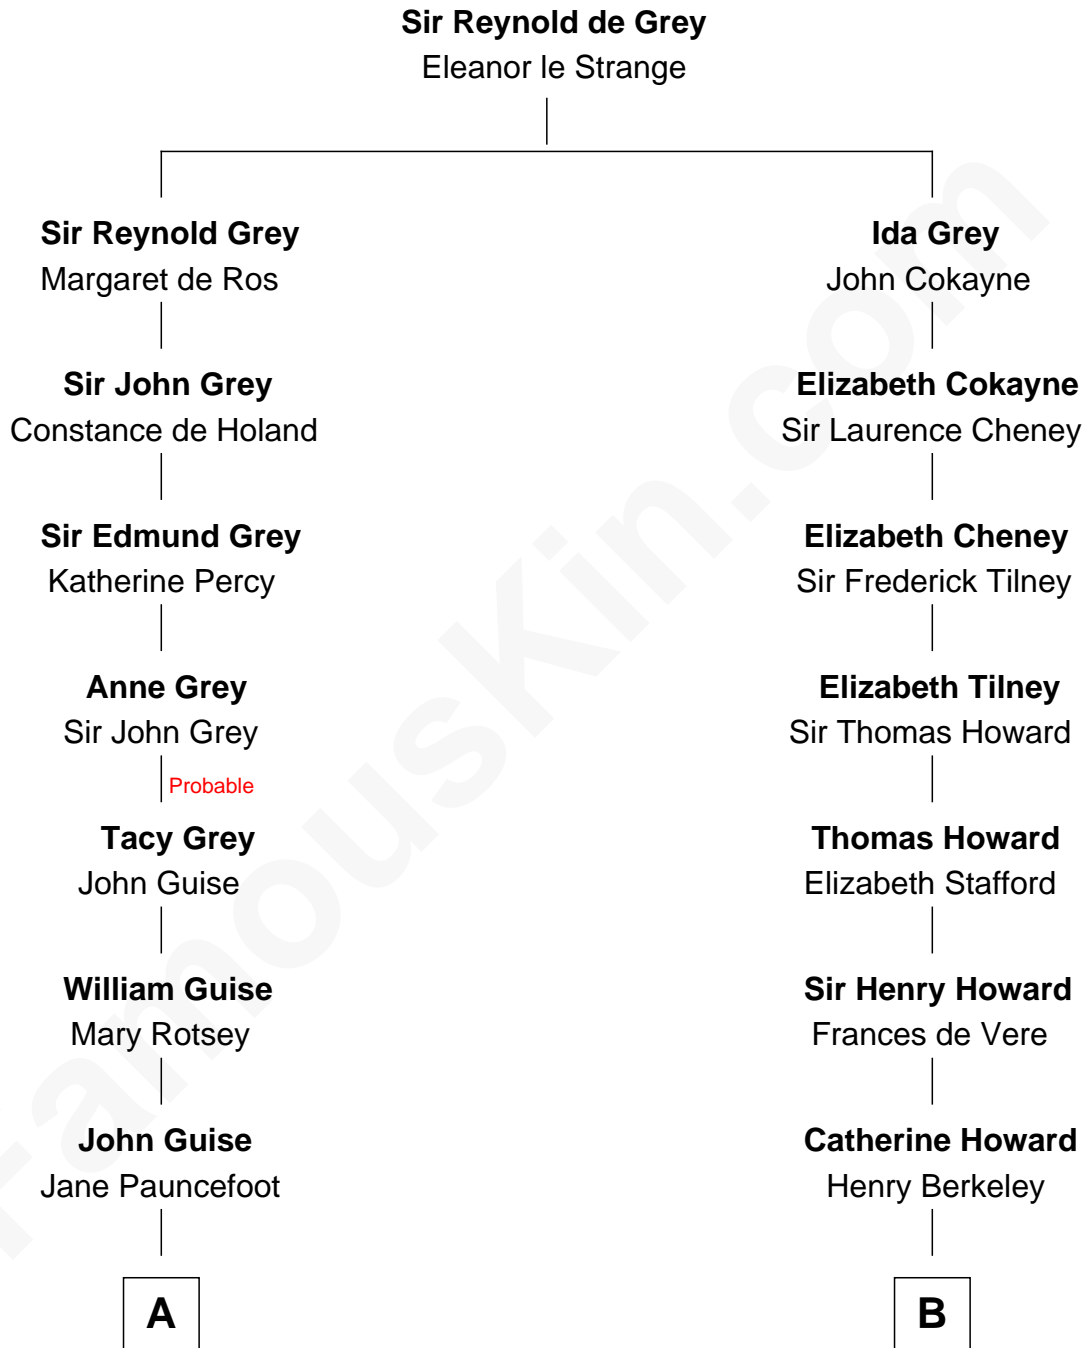 Sir Reynold de Grey
Eleanor le Strange
Sir Reynold Grey
Margaret de Ros
Sir John Grey
Constance de Holand
Sir Edmund Grey
Katherine Percy
Anne Grey
Sir John Grey
Probable
Tacy Grey
John Guise
William Guise
Mary Rotsey
John Guise
Jane Pauncefoot
A
Ida Grey
John Cokayne
Elizabeth Cokayne
Sir Laurence Cheney
Elizabeth Cheney
Sir Frederick Tilney
Elizabeth Tilney
Sir Thomas Howard
Thomas Howard
Elizabeth Stafford
Sir Henry Howard
Frances de Vere
Catherine Howard
Henry Berkeley
B
FamousKin.com